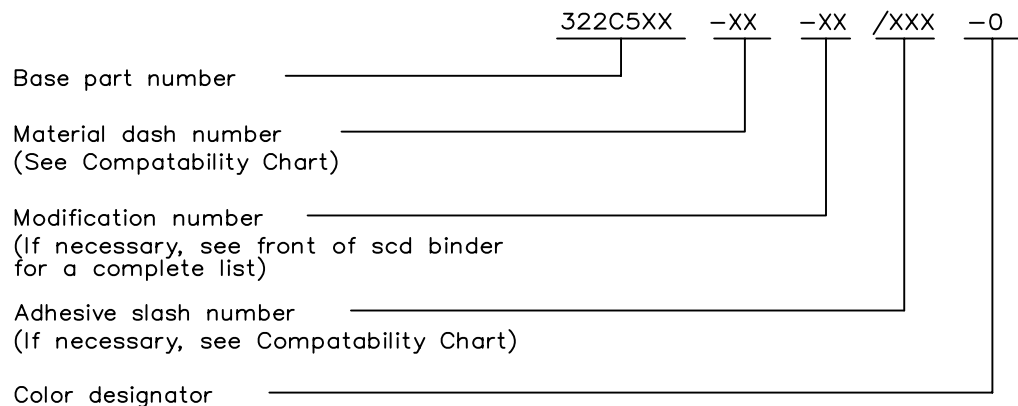 322C5XX -XX -XX /XXX -0
Base part number
Material dash number
(See Compatability Chart)
Modification number
(If necessary, see front of scd binder
for a complete list)
Adhesive slash number
(If necessary, see Compatability Chart)
Color designator